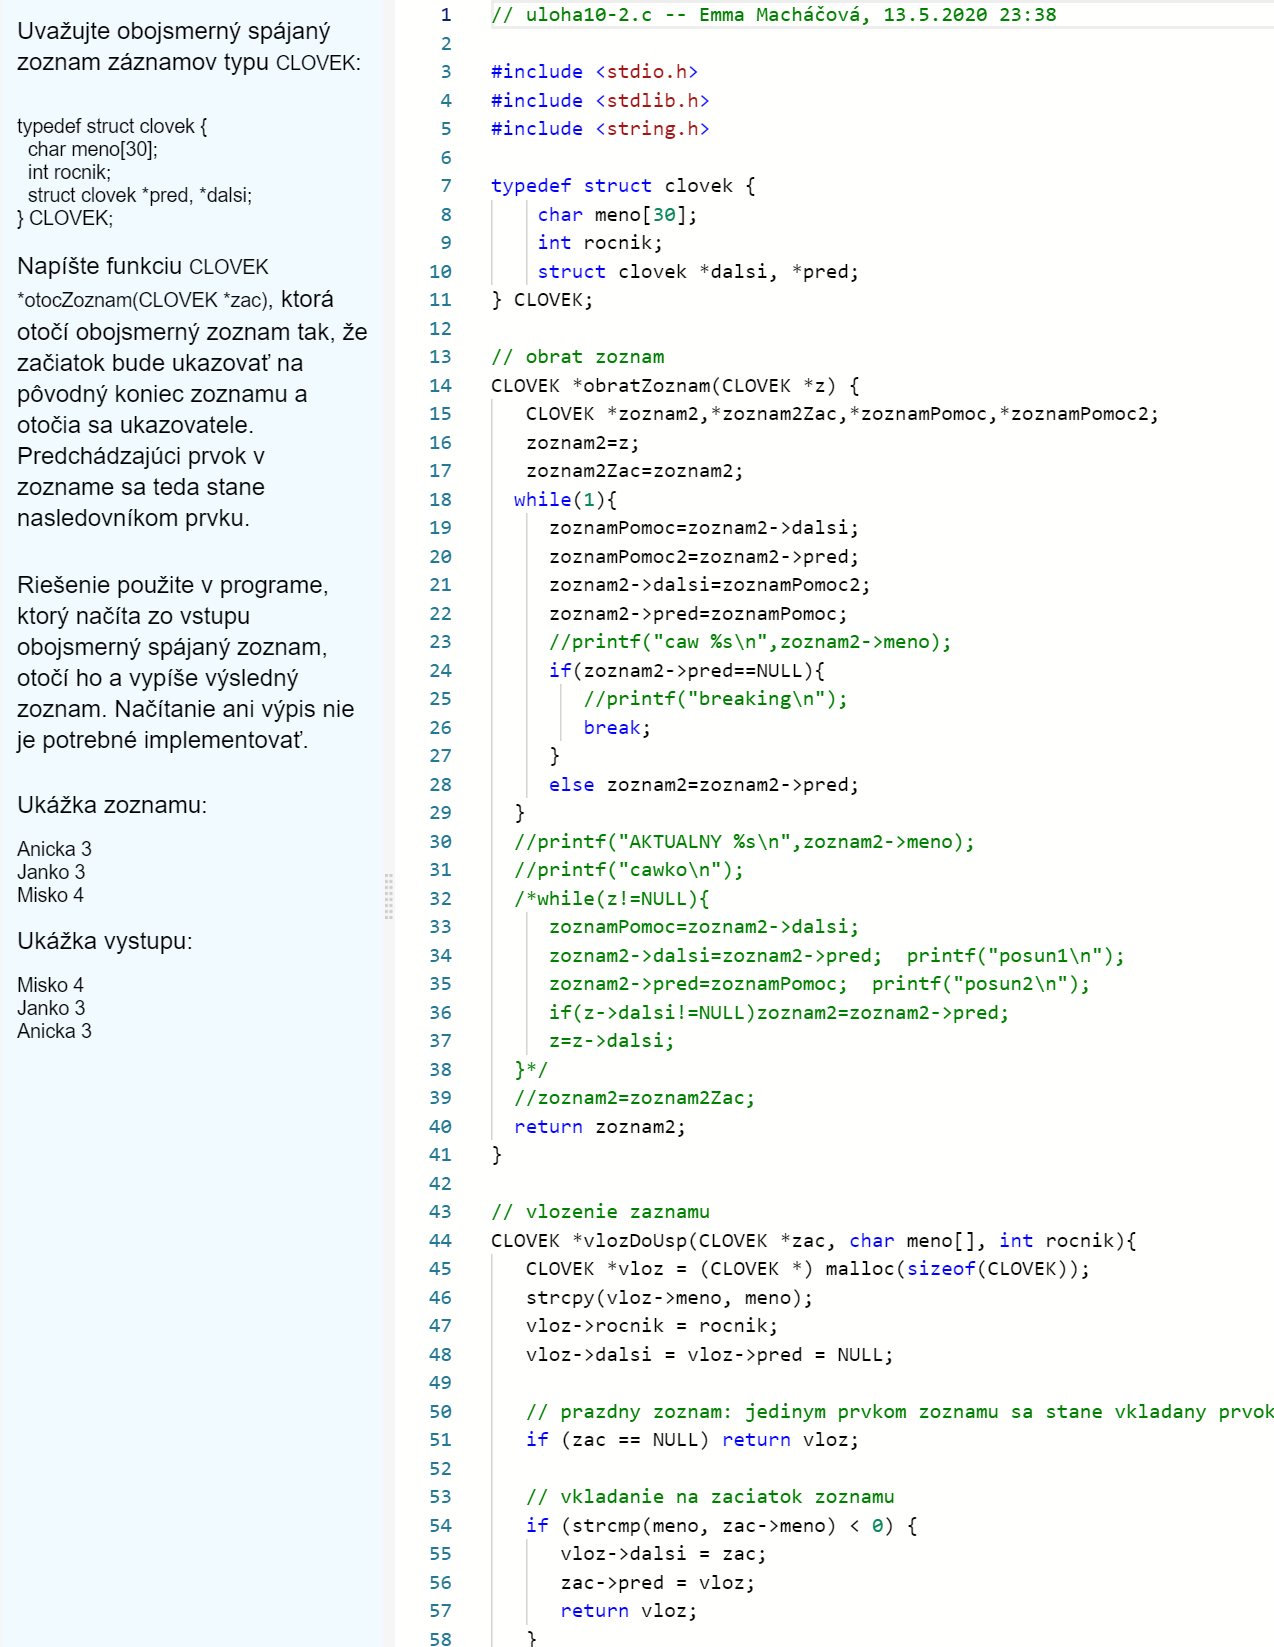 Uvažujte obojsmerný spájaný
zoznam záznamov typu CLOVEK:
typedef struct clovek {
char meno[30];
int rocnik;
struct clovek *pred, *dalsi;
} CLOVEK;
Napíšte funkciu CLOVEK
*otocZoznam(CLOVEK *zac), ktorá
otočí obojsmerný zoznam tak, že
začiatok bude ukazovať na
pôvodný koniec zoznamu a
otočia sa ukazovatele.
Predchádzajúci prvok v
zozname sa teda stane
nasledovníkom prvku.
Riešenie použite v programe,
ktorý načíta zo vstupu
obojsmerný spájaný zoznam,
otočí ho a vypíše výsledný
zoznam. Načítanie ani výpis nie
je potrebné implementovať.
Ukážka zoznamu:
Anicka 3
Janko 3
Misko 4
Ukážka vystupu:
Misko 4
Janko 3
Anicka 3
1 // uloha10-2.c -- Emma Macháčová, 13.5.2020 23:38
2
3 #include <stdio.h>
4 #include <stdlib.h>
5 #include <string.h>
6
7 typedef struct clovek {
8 char meno[30];
9 int rocnik;
10 struct clovek *dalsi, *pred;
11 } CLOVEK;
12
13 // obrat zoznam
14 CLOVEK *obratZoznam(CLOVEK *z) {
15 CLOVEK *zoznam2,*zoznam2Zac,*zoznamPomoc,*zoznamPomoc2;
16 zoznam2=z;
17 zoznam2Zac=zoznam2;
18 while(1){
19 zoznamPomoc=zoznam2->dalsi;
20 zoznamPomoc2=zoznam2->pred;
21 zoznam2->dalsi=zoznamPomoc2;
22 zoznam2->pred=zoznamPomoc;
23 //printf("caw %s\n",zoznam2->meno);
24 if(zoznam2->pred==NULL){
25 //printf("breaking\n");
26 break;
27 }
28 else zoznam2=zoznam2->pred;
29 }
30 //printf("AKTUALNY %s\n",zoznam2->meno);
31 //printf("cawko\n");
32 /*while(z!=NULL){
33 zoznamPomoc=zoznam2->dalsi;
34 zoznam2->dalsi=zoznam2->pred; printf("posun1\n");
35 zoznam2->pred=zoznamPomoc; printf("posun2\n");
36 if(z->dalsi!=NULL)zoznam2=zoznam2->pred;
37 z=z->dalsi;
38 }*/
39 //zoznam2=zoznam2Zac;
40 return zoznam2;
41 }
42
43 // vlozenie zaznamu
44 CLOVEK *vlozDoUsp(CLOVEK *zac, char meno[], int rocnik){
45 CLOVEK *vloz = (CLOVEK *) malloc(sizeof(CLOVEK));
46 strcpy(vloz->meno, meno);
47 vloz->rocnik = rocnik;
48 vloz->dalsi = vloz->pred = NULL;
49
50 // prazdny zoznam: jedinym prvkom zoznamu sa stane vkladany prvok
51 if (zac == NULL) return vloz;
52
53 // vkladanie na zaciatok zoznamu
54 if (strcmp(meno, zac->meno) < 0) {
55 vloz->dalsi = zac;
56 zac->pred = vloz;
57 return vloz;
58 }